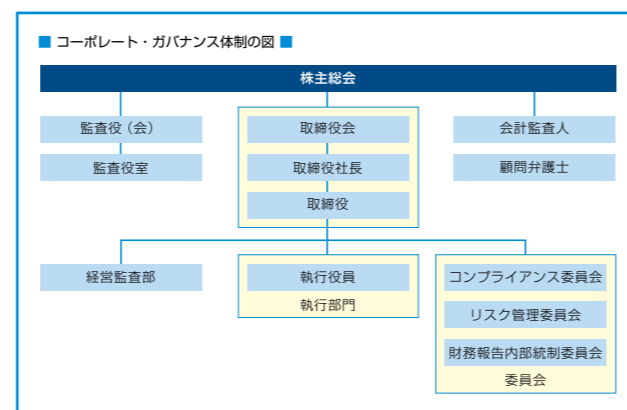 ■ コーポレート・ガバナンス体制の図 ■
株主総会
監査役（会）
取締役会
会計監査人
監査役室
取締役社長
顧問弁護士
取締役
経営監査部
執行役員
コンプライアンス委員会
執行部門
リスク管理委員会
財務報告内部統制委員会
委員会